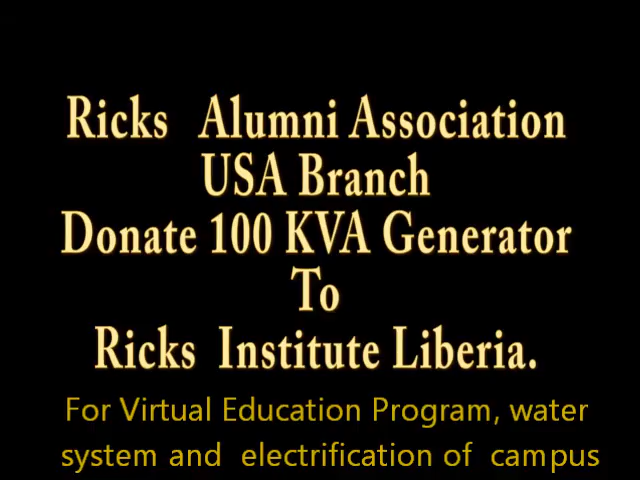 Ricks Alumni Association
USA Branch
Donate 100 KVA Generator
To
Ricks Institute Liberia.
For Virtual Education Program, water
system and electrification of campus